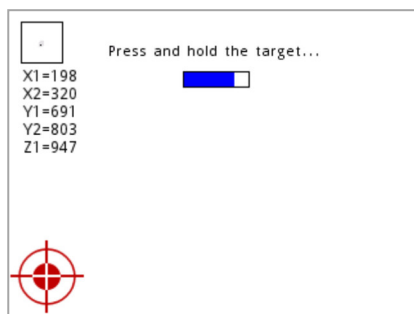 Press and hold the target...
X1=198
X2=320
Y1=691
Y2=803
Z1=947